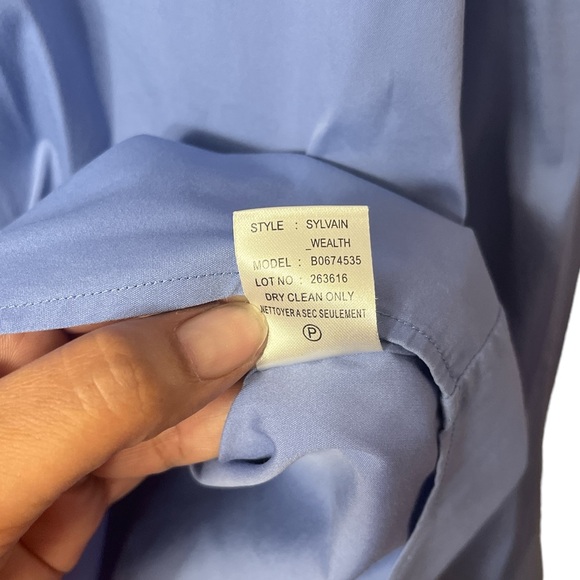 STYLE : SYLVAIN
_WEALTH
MODEL : B0674535
LOT NO : 263616
DRY CLEAN ONLY
NETTOYER A SEC SEULEMENT
P